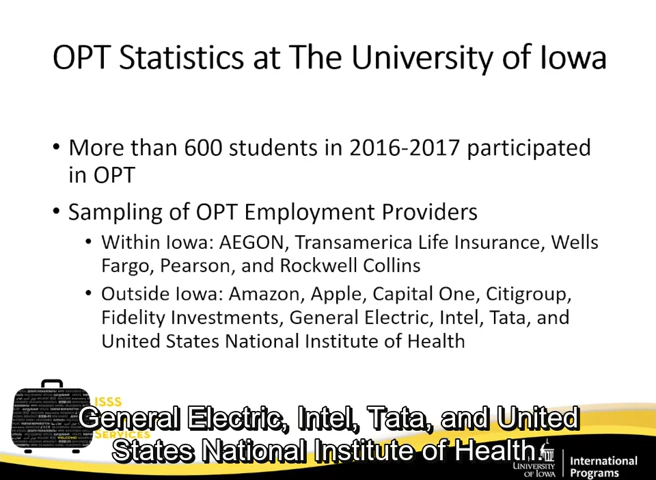 OPT Statistics at The University of Iowa
• More than 600 students in 2016-2017 participated
in OPT
• Sampling of OPT Employment Providers
• Within Iowa: AEGON, Transamerica Life Insurance, Wells
Fargo, Pearson, and Rockwell Collins
• Outside Iowa: Amazon, Apple, Capital One, Citigroup,
Fidelity Investments, General Electric, Intel, Tata, and
United States National Institute of Health
ISSS
SERVICES
General Electric, Intel, Tata, and United
States National Institute of Health.
UNIVERSITY
OF IOWA
International
Programs